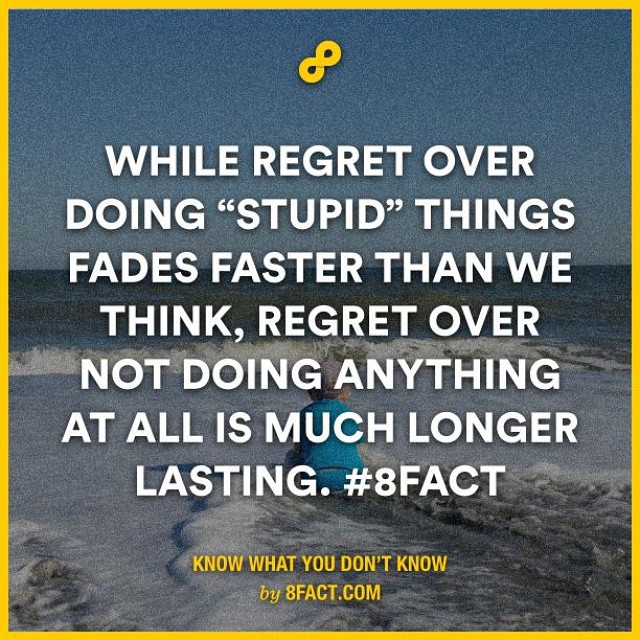 WHILE REGRET OVER
DOING “STUPID” THINGS
FADES FASTER THAN WE
THINK, REGRET OVER
NOT DOING ANYTHING
AT ALL IS MUCH LONGER
LASTING. #8FACT
KNOW WHAT YOU DON’T KNOW
by 8FACT.COM